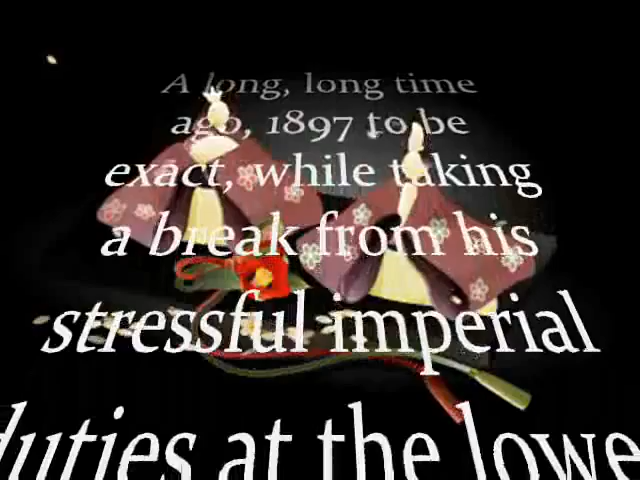 A long, long time
ago, 1897 to be
exact, while taking
a break from his
stressful imperial
duties at the lowe